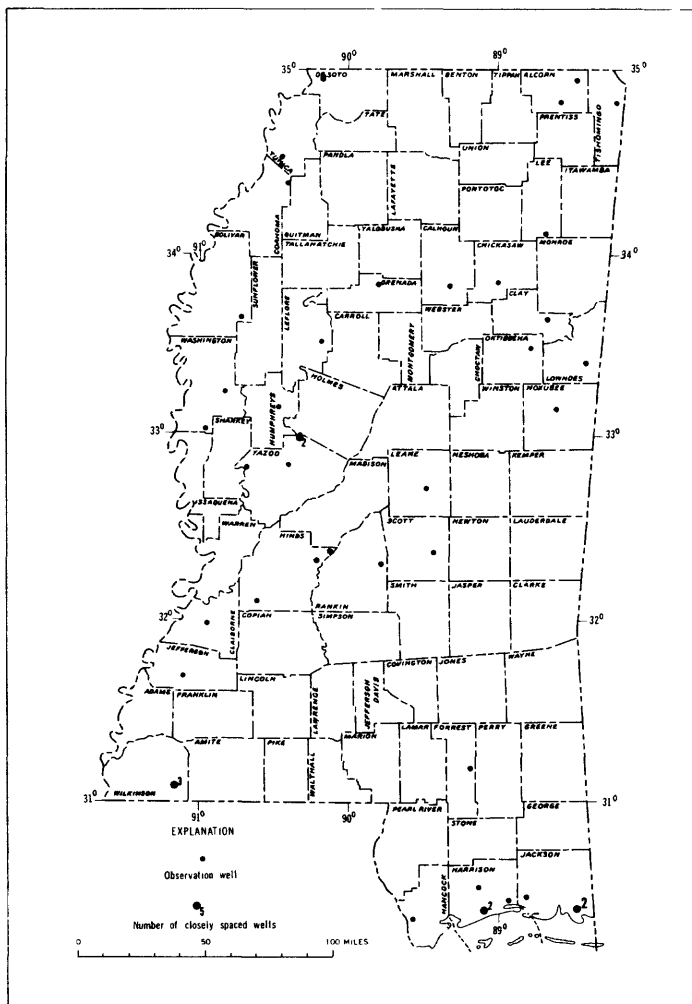 90° 89°
35° 35°
DE SOTO MARSHALL BENTON TIPPAH ALCORN
TATE PRENTISS TISHOMINGO
TUNICA PANOLA LAFAYETTE UNION LEE ITAWAMBA
PONTOTOC
COAHOMA QUITMAN
BOLIVAR TALLAHATCHIE YALOBUSHA CALHOUN CHICKASAW MONROE
91°
34° 34°
SUNFLOWER LEFLORE GRENADA CLAY
CARROLL WEBSTER
WASHINGTON MONTGOMERY CHOCTAW OKTIBBEHA
HOLMES ATTALA WINSTON NOXUBEE LOWNDES
HUMPHREYS
SHARKEY
33° 33°
2
YAZOO MADISON LEAKE NESHOBA KEMPER
ISSAQUENA
WARREN SCOTT NEWTON LAUDERDALE
HINDS
RANKIN SMITH JASPER CLARKE
32° 32°
CLAIBORNE COPIAH SIMPSON
JEFFERSON
COVINGTON JONES WAYNE
LINCOLN
ADAMS FRANKLIN LAWRENCE JEFFERSON DAVIS
AMITE PIKE WALTHALL MARION LAMAR FORREST PERRY GREENE
3
WILKINSON
31° 31°
91° 90°
PEARL RIVER STONE GEORGE
JACKSON
HARRISON
HANCOCK
2 2
89°
EXPLANATION
Observation well
5
Number of closely spaced wells
0 50 100 MILES